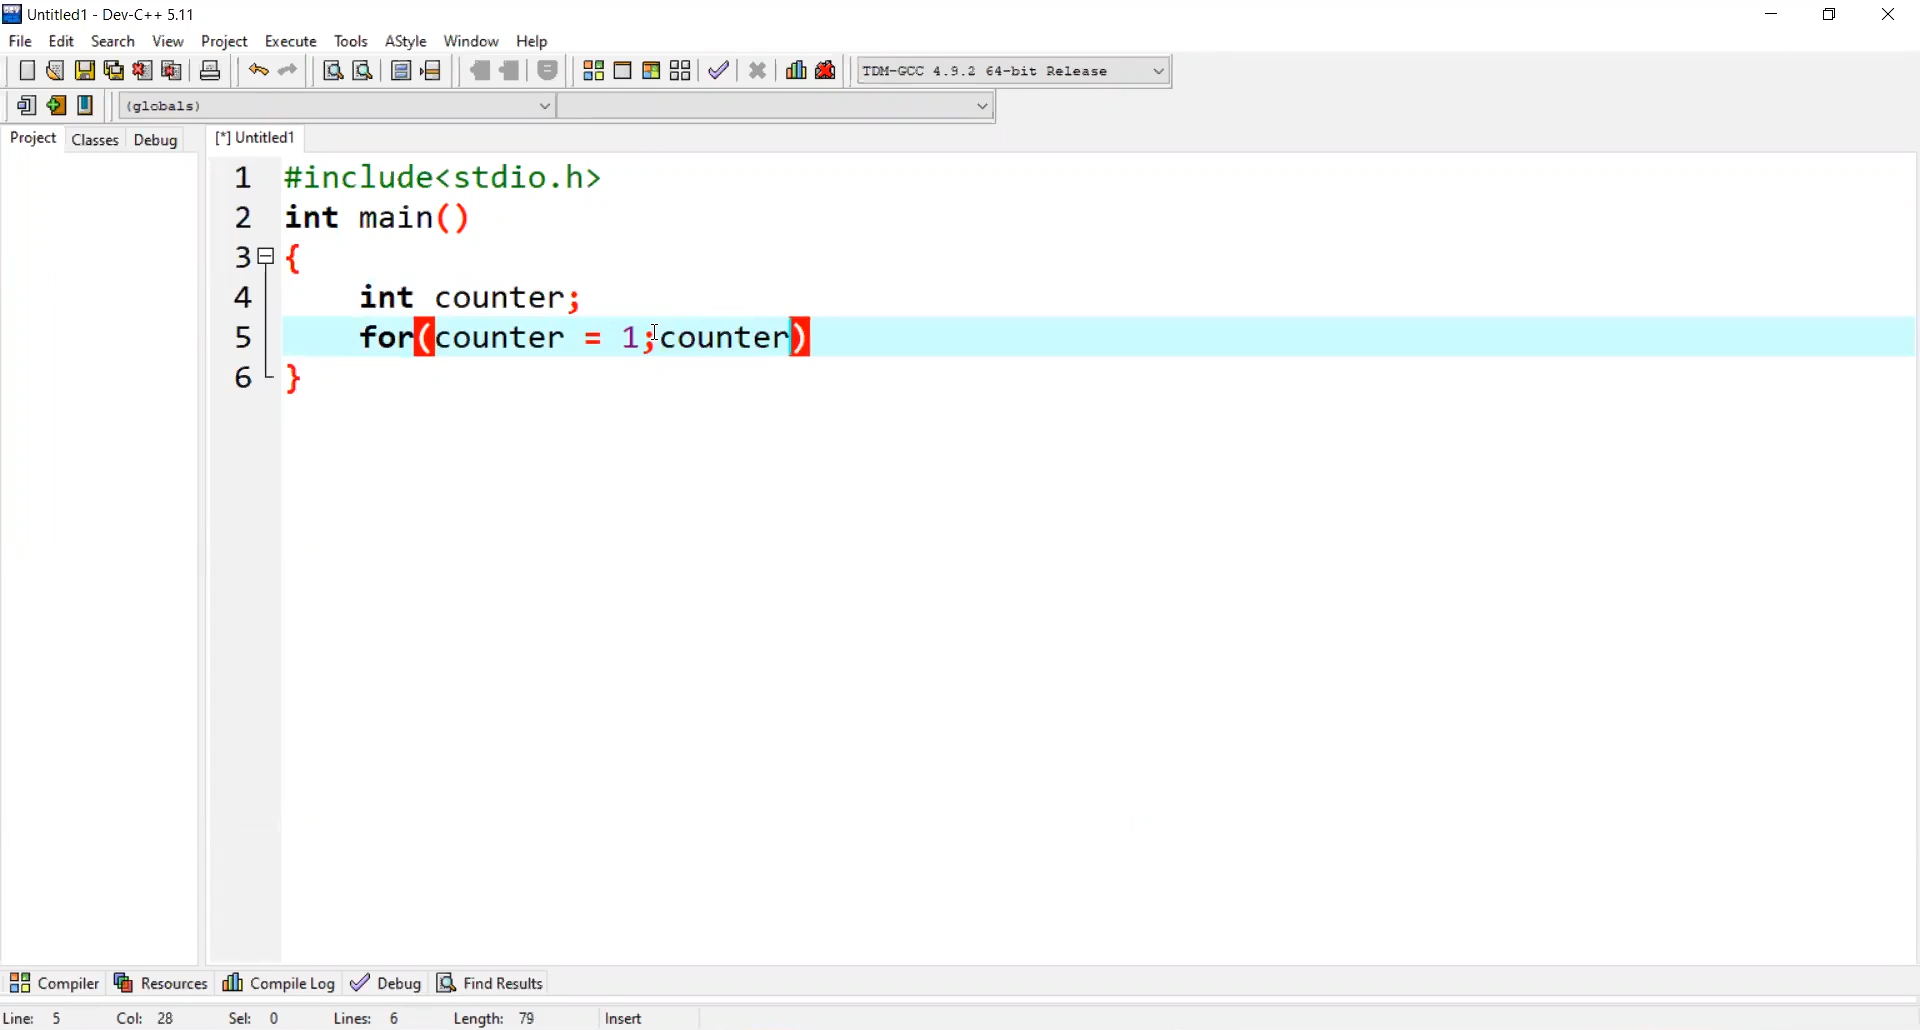 Untitled1 - Dev-C++ 5.11
File Edit Search View Project Execute Tools AStyle Window Help
TDM-GCC 4.9.2 64-bit Release
(globals)
Project Classes Debug [*] Untitled1
1 #include<stdio.h>
2 int main()
3 {
4 int counter;
5 for(counter = 1;counter)
6 }
Compiler Resources Compile Log Debug Find Results
Line: 5 Col: 28 Sel: 0 Lines: 6 Length: 79 Insert